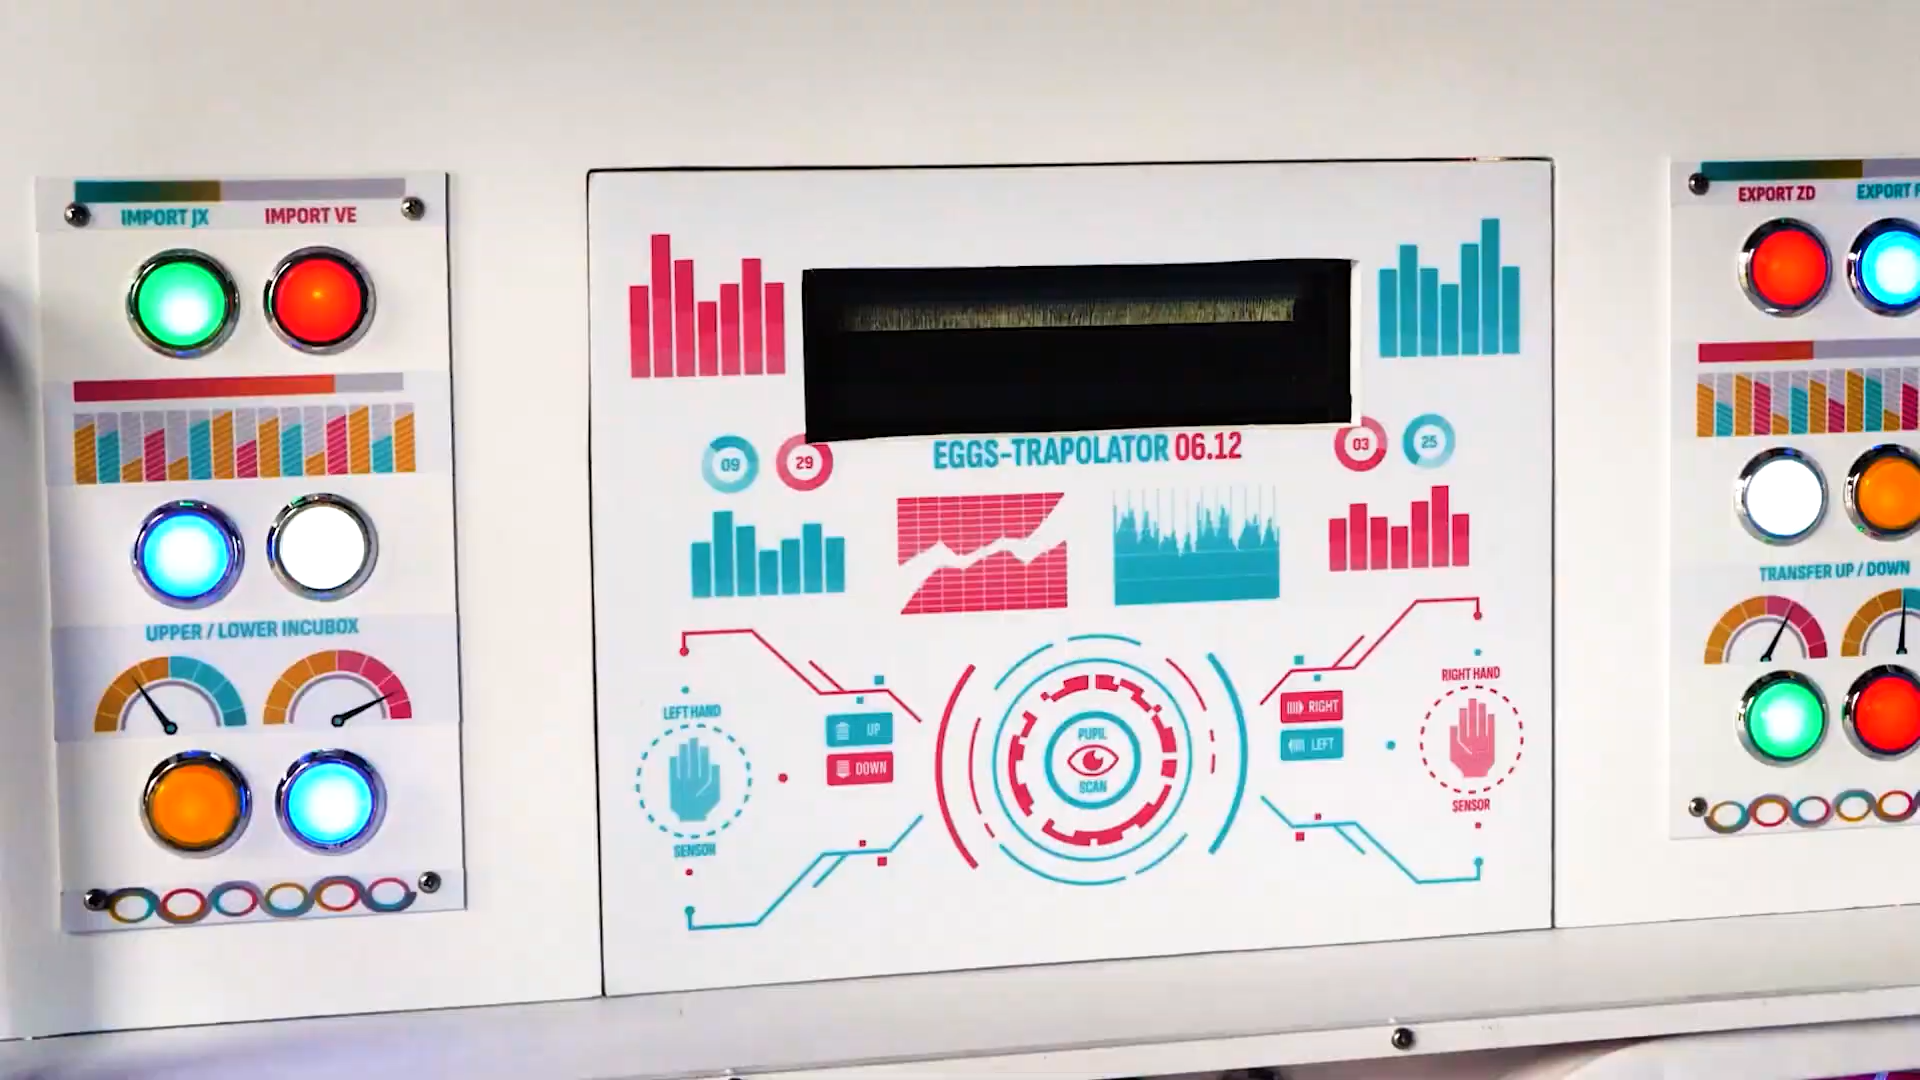 IMPORT JX
IMPORT VE
UPPER / LOWER INCUBOX
09
29
EGGS-TRAPOLATOR 06.12
03
25
LEFT HAND
SENSOR
UP
DOWN
PUPIL
SCAN
RIGHT
LEFT
RIGHT HAND
SENSOR
EXPORT ZD
EXPORT
TRANSFER UP / DOWN